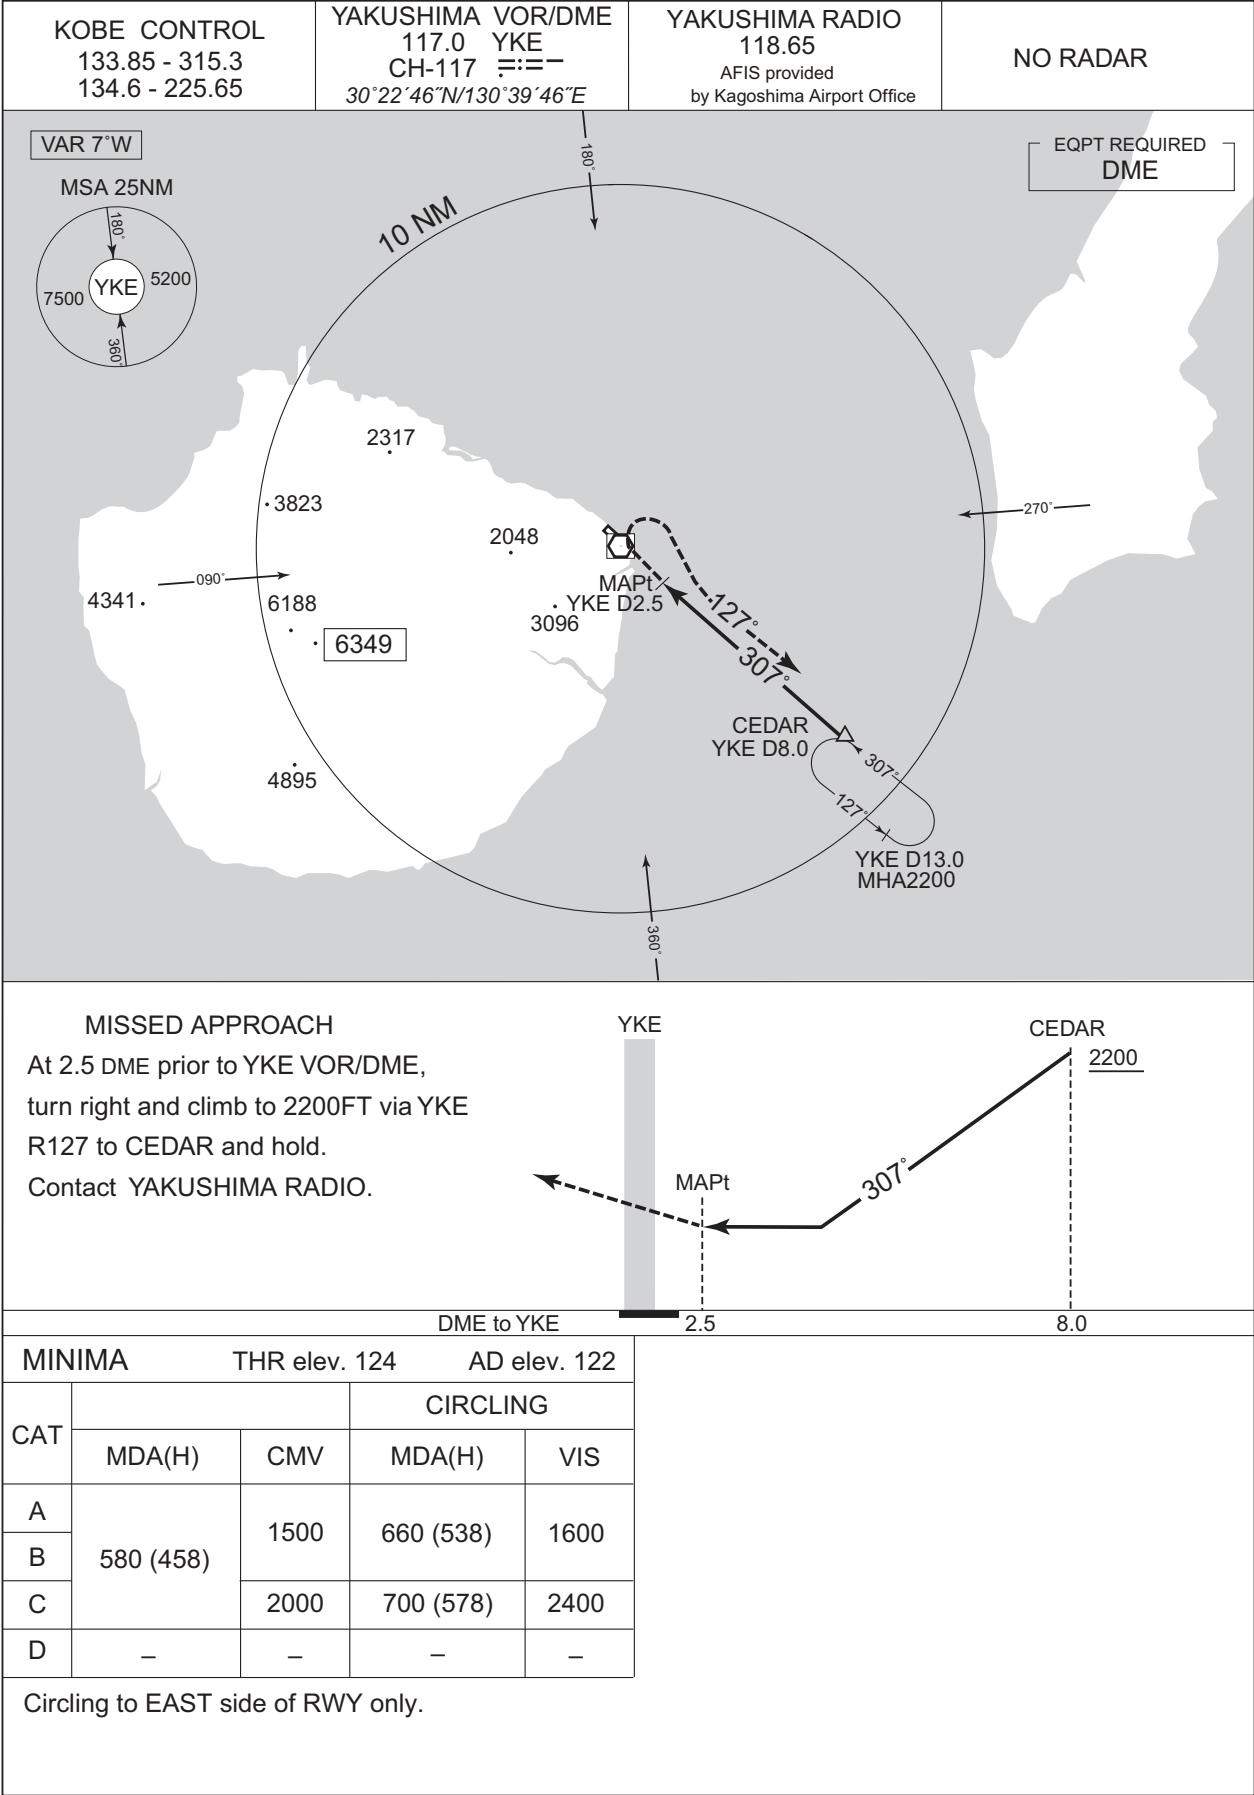 KOBE CONTROL
133.85 - 315.3
134.6 - 225.65
YAKUSHIMA VOR/DME
117.0 YKE
CH-117
30˚22´46˝N/130˚39´46˝E
YAKUSHIMA RADIO
118.65
AFIS provided
by Kagoshima Airport Office
NO RADAR
VAR 7˚W
MSA 25NM
180˚
7500
YKE
5200
360˚
10 NM
180˚
EQPT REQUIRED
DME
2317
3823
2048
270˚
090˚
4341
6188
6349
3096
MAPt
YKE D2.5
127˚
307˚
CEDAR
YKE D8.0
307˚
127˚
4895
YKE D13.0
MHA2200
360˚
MISSED APPROACH
At 2.5 DME prior to YKE VOR/DME,
turn right and climb to 2200FT via YKE
R127 to CEDAR and hold.
Contact YAKUSHIMA RADIO.
YKE
CEDAR
2200
MAPt
307˚
DME to YKE 2.5 8.0
MINIMA THR elev. 124 AD elev. 122
CAT
CIRCLING
MDA(H) CMV MDA(H) VIS
A
B
580 (458)
1500 660 (538) 1600
C 2000 700 (578) 2400
D – – – –
Circling to EAST side of RWY only.